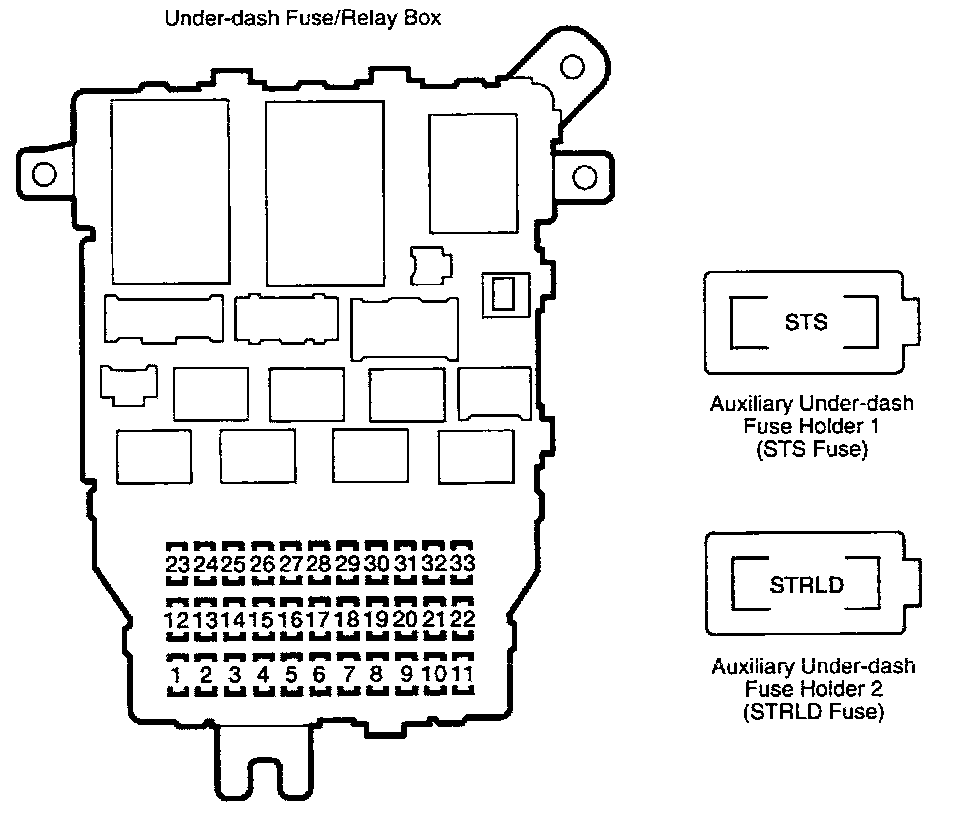 Under-dash Fuse/Relay Box
STS
Auxiliary Under-dash
Fuse Holder 1
(STS Fuse)
23 24 25 26 27 28 29 30 31 32 33
12 13 14 15 16 17 18 19 20 21 22
1 2 3 4 5 6 7 8 9 10 11
STRLD
Auxiliary Under-dash
Fuse Holder 2
(STRLD Fuse)